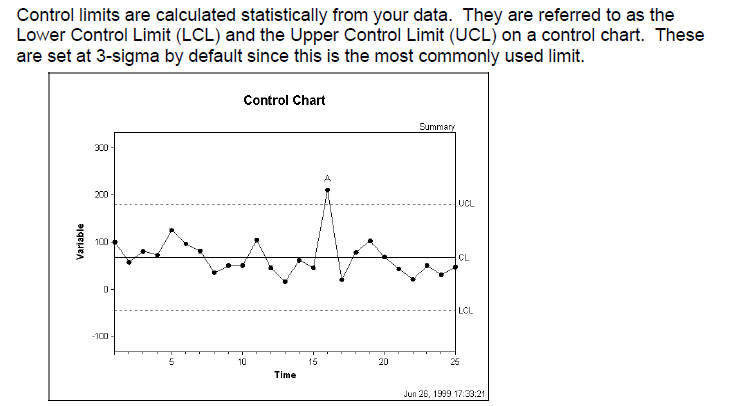 Control limits are calculated statistically from your data.  They are referred to as the
Lower Control Limit (LCL) and the Upper Control Limit (UCL) on a control chart.  These
are set at 3-sigma by default since this is the most commonly used limit.
Control Chart
Summary
300
A
200
UCL
Variable
100
CL
0
LCL
-100
5 10 15 20 25
Time
Jun 26, 1999 17:33:21